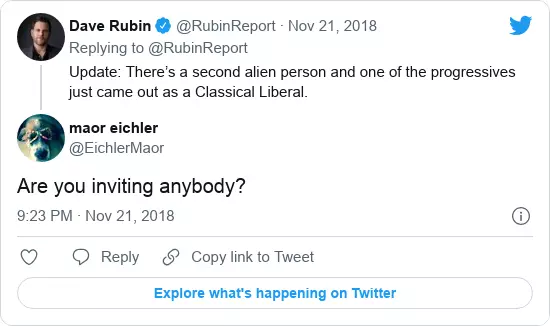 Dave Rubin @RubinReport · Nov 21, 2018
Replying to @RubinReport
Update: There's a second alien person and one of the progressives
just came out as a Classical Liberal.
maor eichler
@EichlerMaor
Are you inviting anybody?
9:23 PM · Nov 21, 2018
Reply
Copy link to Tweet
Explore what's happening on Twitter